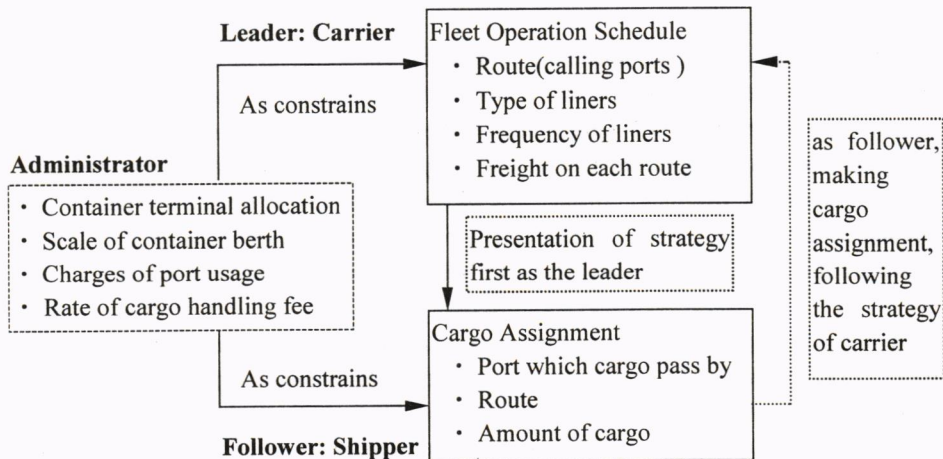 Leader: Carrier
Fleet Operation Schedule
・ Route(calling ports )
・ Type of liners
・ Frequency of liners
・ Freight on each route
As constrains
Administrator
・ Container terminal allocation
・ Scale of container berth
・ Charges of port usage
・ Rate of cargo handling fee
Presentation of strategy
first as the leader
as follower,
making
cargo
assignment,
following
the strategy
of carrier
As constrains
Cargo Assignment
・ Port which cargo pass by
・ Route
・ Amount of cargo
Follower: Shipper